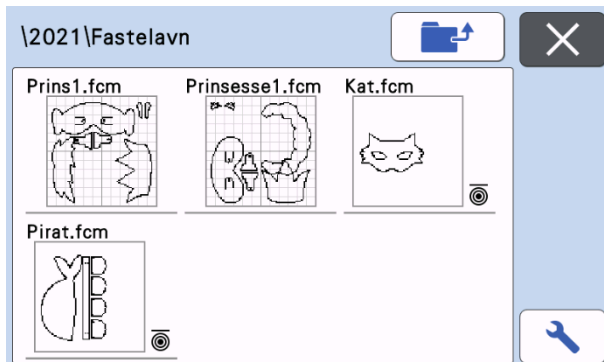 \2021\Fastelavn
Prins1.fcm
Prinsesse1.fcm
Kat.fcm
Pirat.fcm